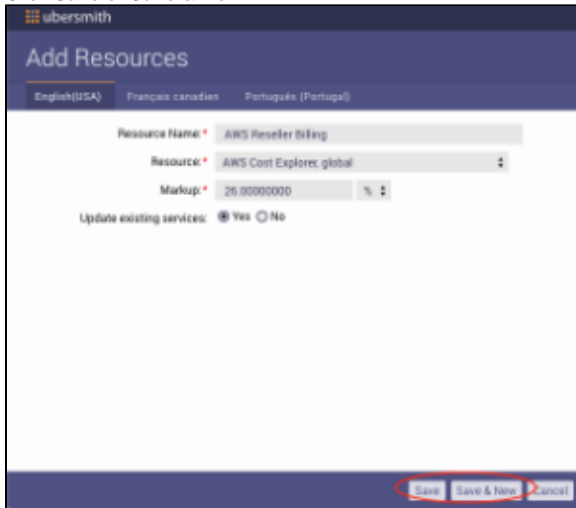 ubersmith
Add Resources
English(USA) Français canadien Português (Portugal)
Resource Name:* AWS Reseller Billing
Resource:* AWS Cost Explorer, global
Markup:* 26.00000000 %
Update existing services: Yes No
Save Save & New Cancel